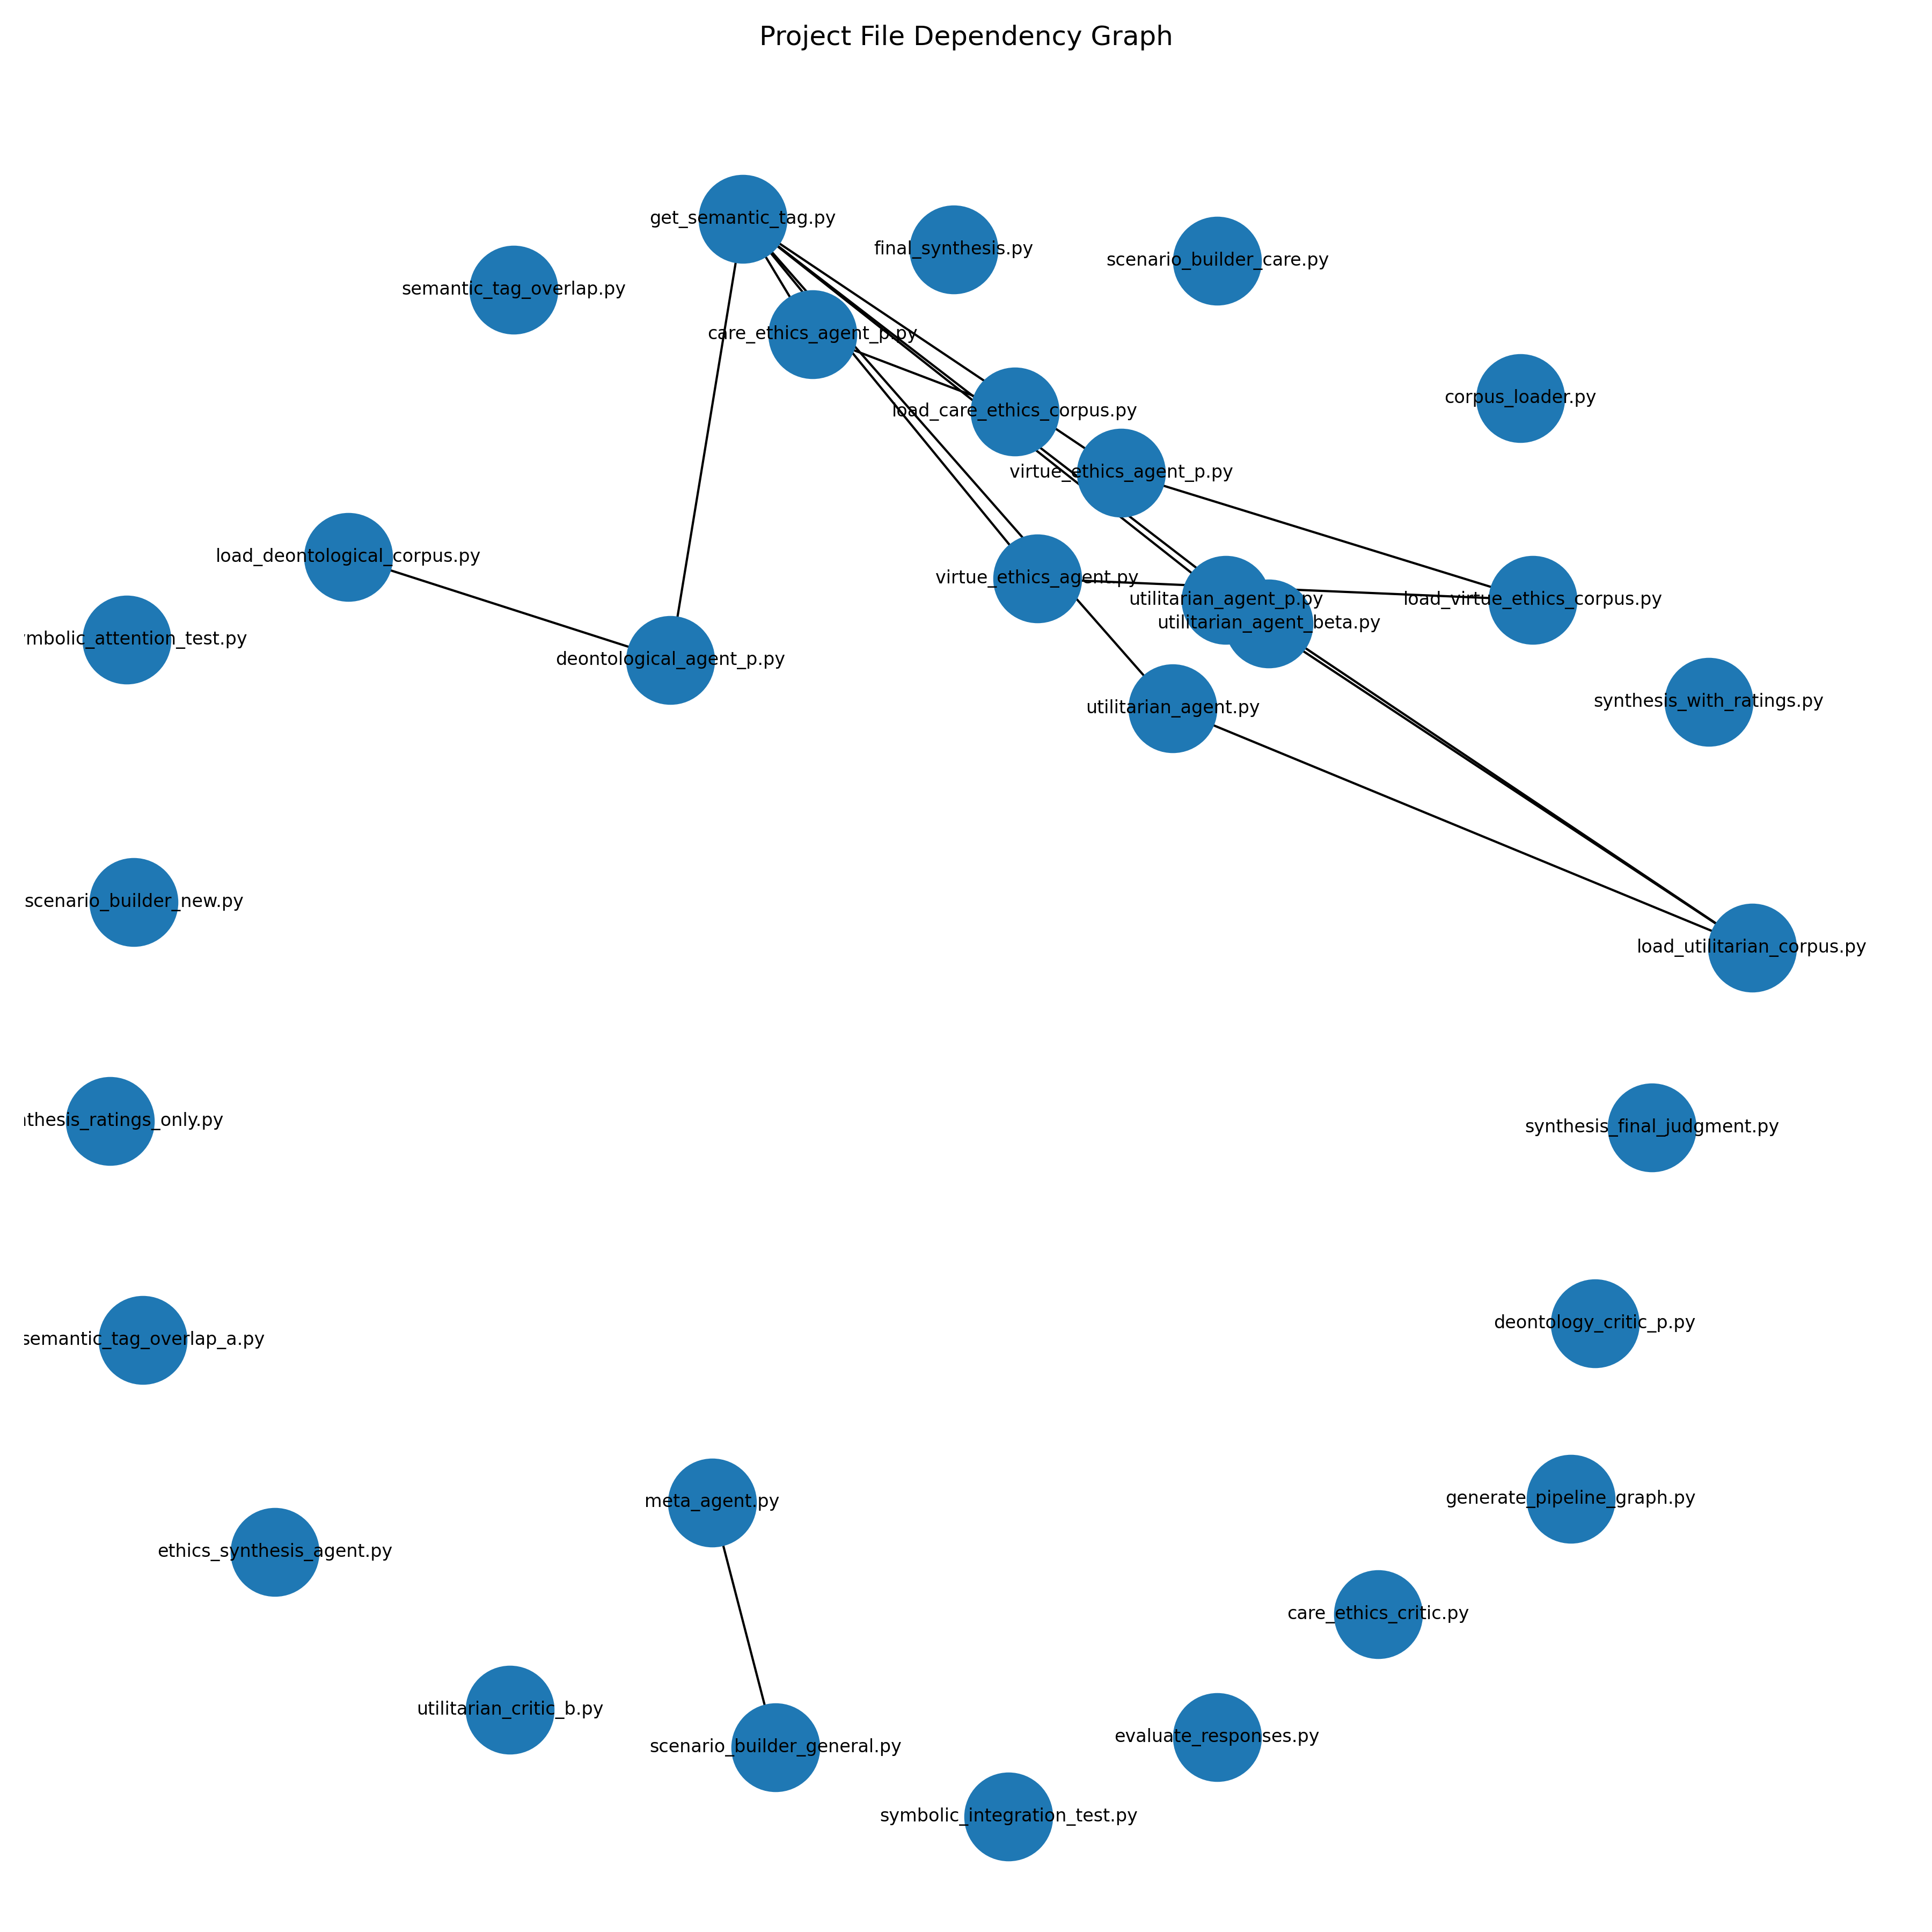 Project File Dependency Graph
get_semantic_tag.py
final_synthesis.py
scenario_builder_care.py
semantic_tag_overlap.py
care_ethics_agent_p.py
corpus_loader.py
load_care_ethics_corpus.py
virtue_ethics_agent_p.py
load_deontological_corpus.py
virtue_ethics_agent.py
utilitarian_agent_p.py
load_virtue_ethics_corpus.py
utilitarian_agent_beta.py
mbolic_attention_test.py
deontological_agent_p.py
synthesis_with_ratings.py
utilitarian_agent.py
scenario_builder_new.py
load_utilitarian_corpus.py
nthesis_ratings_only.py
synthesis_final_judgment.py
deontology_critic_p.py
semantic_tag_overlap_a.py
meta_agent.py
generate_pipeline_graph.py
ethics_synthesis_agent.py
care_ethics_critic.py
utilitarian_critic_b.py
evaluate_responses.py
scenario_builder_general.py
symbolic_integration_test.py